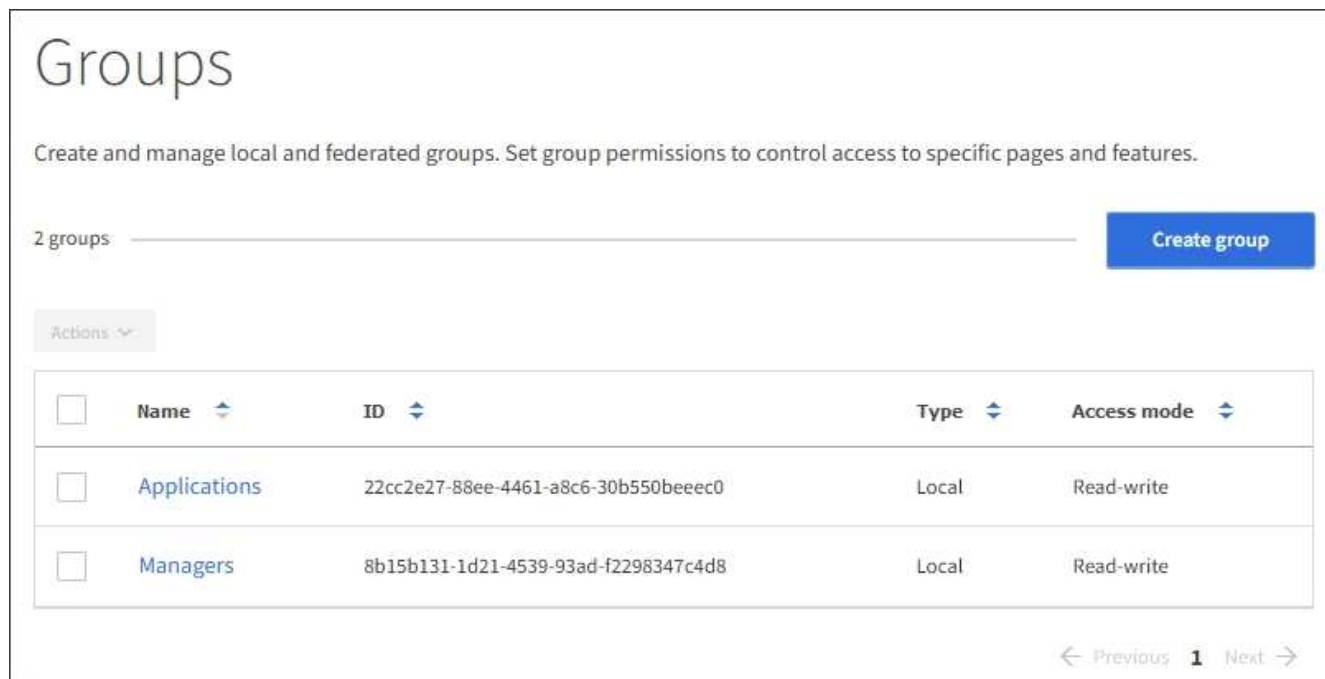 Groups
Create and manage local and federated groups. Set group permissions to control access to specific pages and features.
2 groups
Create group
Actions
Name ID Type Access mode
Applications 22cc2e27-88ee-4461-a8c6-30b550beeec0 Local Read-write
Managers 8b15b131-1d21-4539-93ad-f2298347c4d8 Local Read-write
← Previous 1 Next →